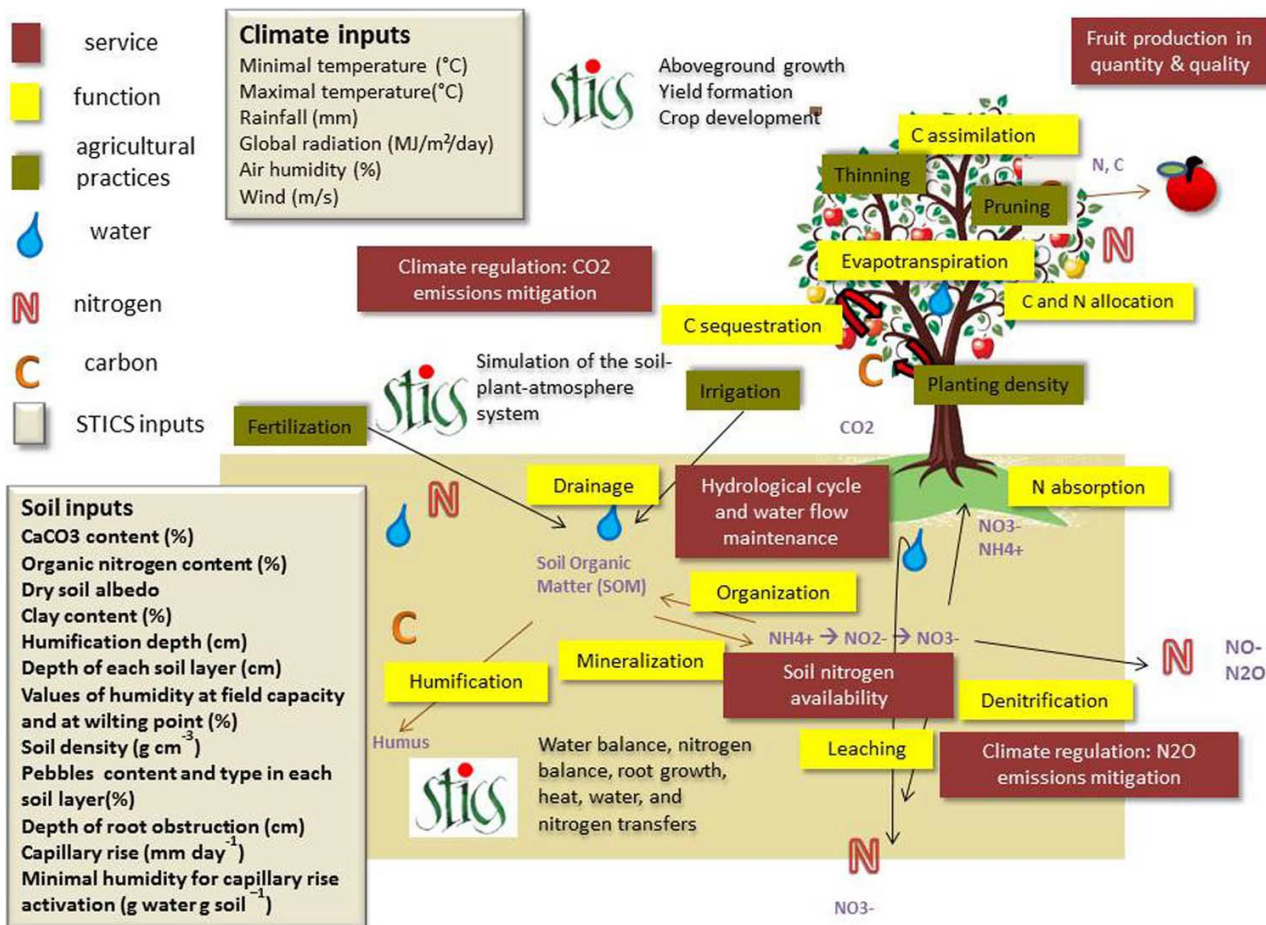 service
function
agricultural
practices
water
N
nitrogen
C
carbon
STICS inputs
Climate inputs
Minimal temperature (°C)
Maximal temperature(°C)
Rainfall (mm)
Global radiation (MJ/m²/day)
Air humidity (%)
Wind (m/s)
stics
Aboveground growth
Yield formation
Crop development
Fruit production in
quantity & quality
C assimilation
Thinning
N, C
Pruning
N
Evapotranspiration
Climate regulation: CO2
emissions mitigation
C and N allocation
C sequestration
C
Planting density
stics
Simulation of the soil-
plant-atmosphere
system
Irrigation
Fertilization
CO2
Soil inputs
CaCO3 content (%)
Organic nitrogen content (%)
Dry soil albedo
Clay content (%)
Humification depth (cm)
Depth of each soil layer (cm)
Values of humidity at field capacity
and at wilting point (%)
Soil density (g cm⁻³)
Pebbles content and type in each
soil layer(%)
Depth of root obstruction (cm)
Capillary rise (mm day⁻¹)
Minimal humidity for capillary rise
activation (g water g soil ⁻¹)
N
Drainage
Hydrological cycle
and water flow
maintenance
N absorption
NO3-
NH4+
Soil Organic
Matter (SOM)
Organization
C
NH4+ → NO2- → NO3-
Mineralization
Humification
Soil nitrogen
availability
N
NO-
N2O
Denitrification
Humus
Leaching
Climate regulation: N2O
emissions mitigation
stics
Water balance, nitrogen
balance, root growth,
heat, water, and
nitrogen transfers
N
NO3-